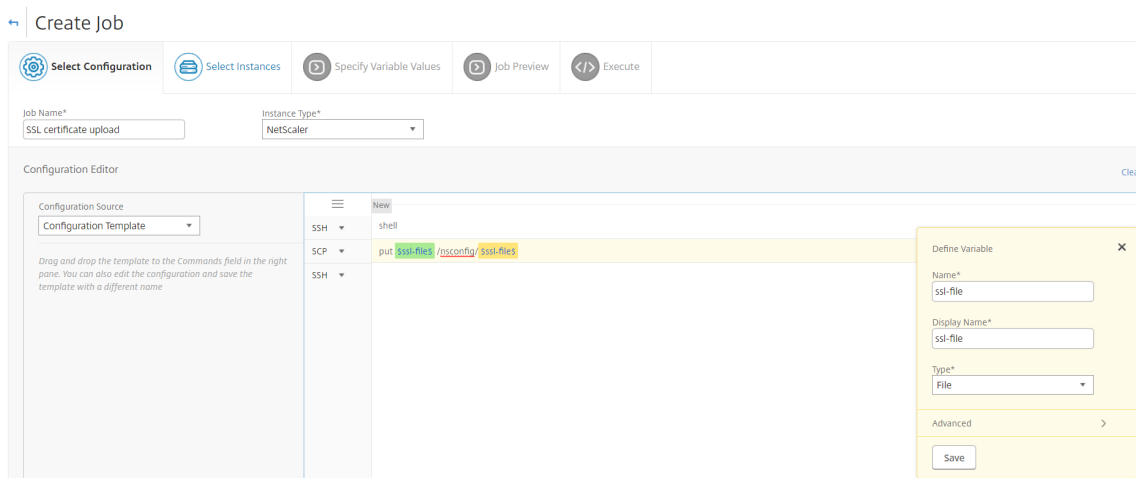 Create Job
Select Configuration
Select Instances
Specify Variable Values
Job Preview
Execute
Job Name*
SSL certificate upload
Instance Type*
NetScaler
Configuration Editor
Clea
Configuration Source
Configuration Template
Drag and drop the template to the Commands field in the right
pane. You can also edit the configuration and save the
template with a different name
New
SSH shell
SCP put $ssl-file$ /nsconfig/$ssl-file$
SSH
Define Variable
Name*
ssl-file
Display Name*
ssl-file
Type*
File
Advanced
Save